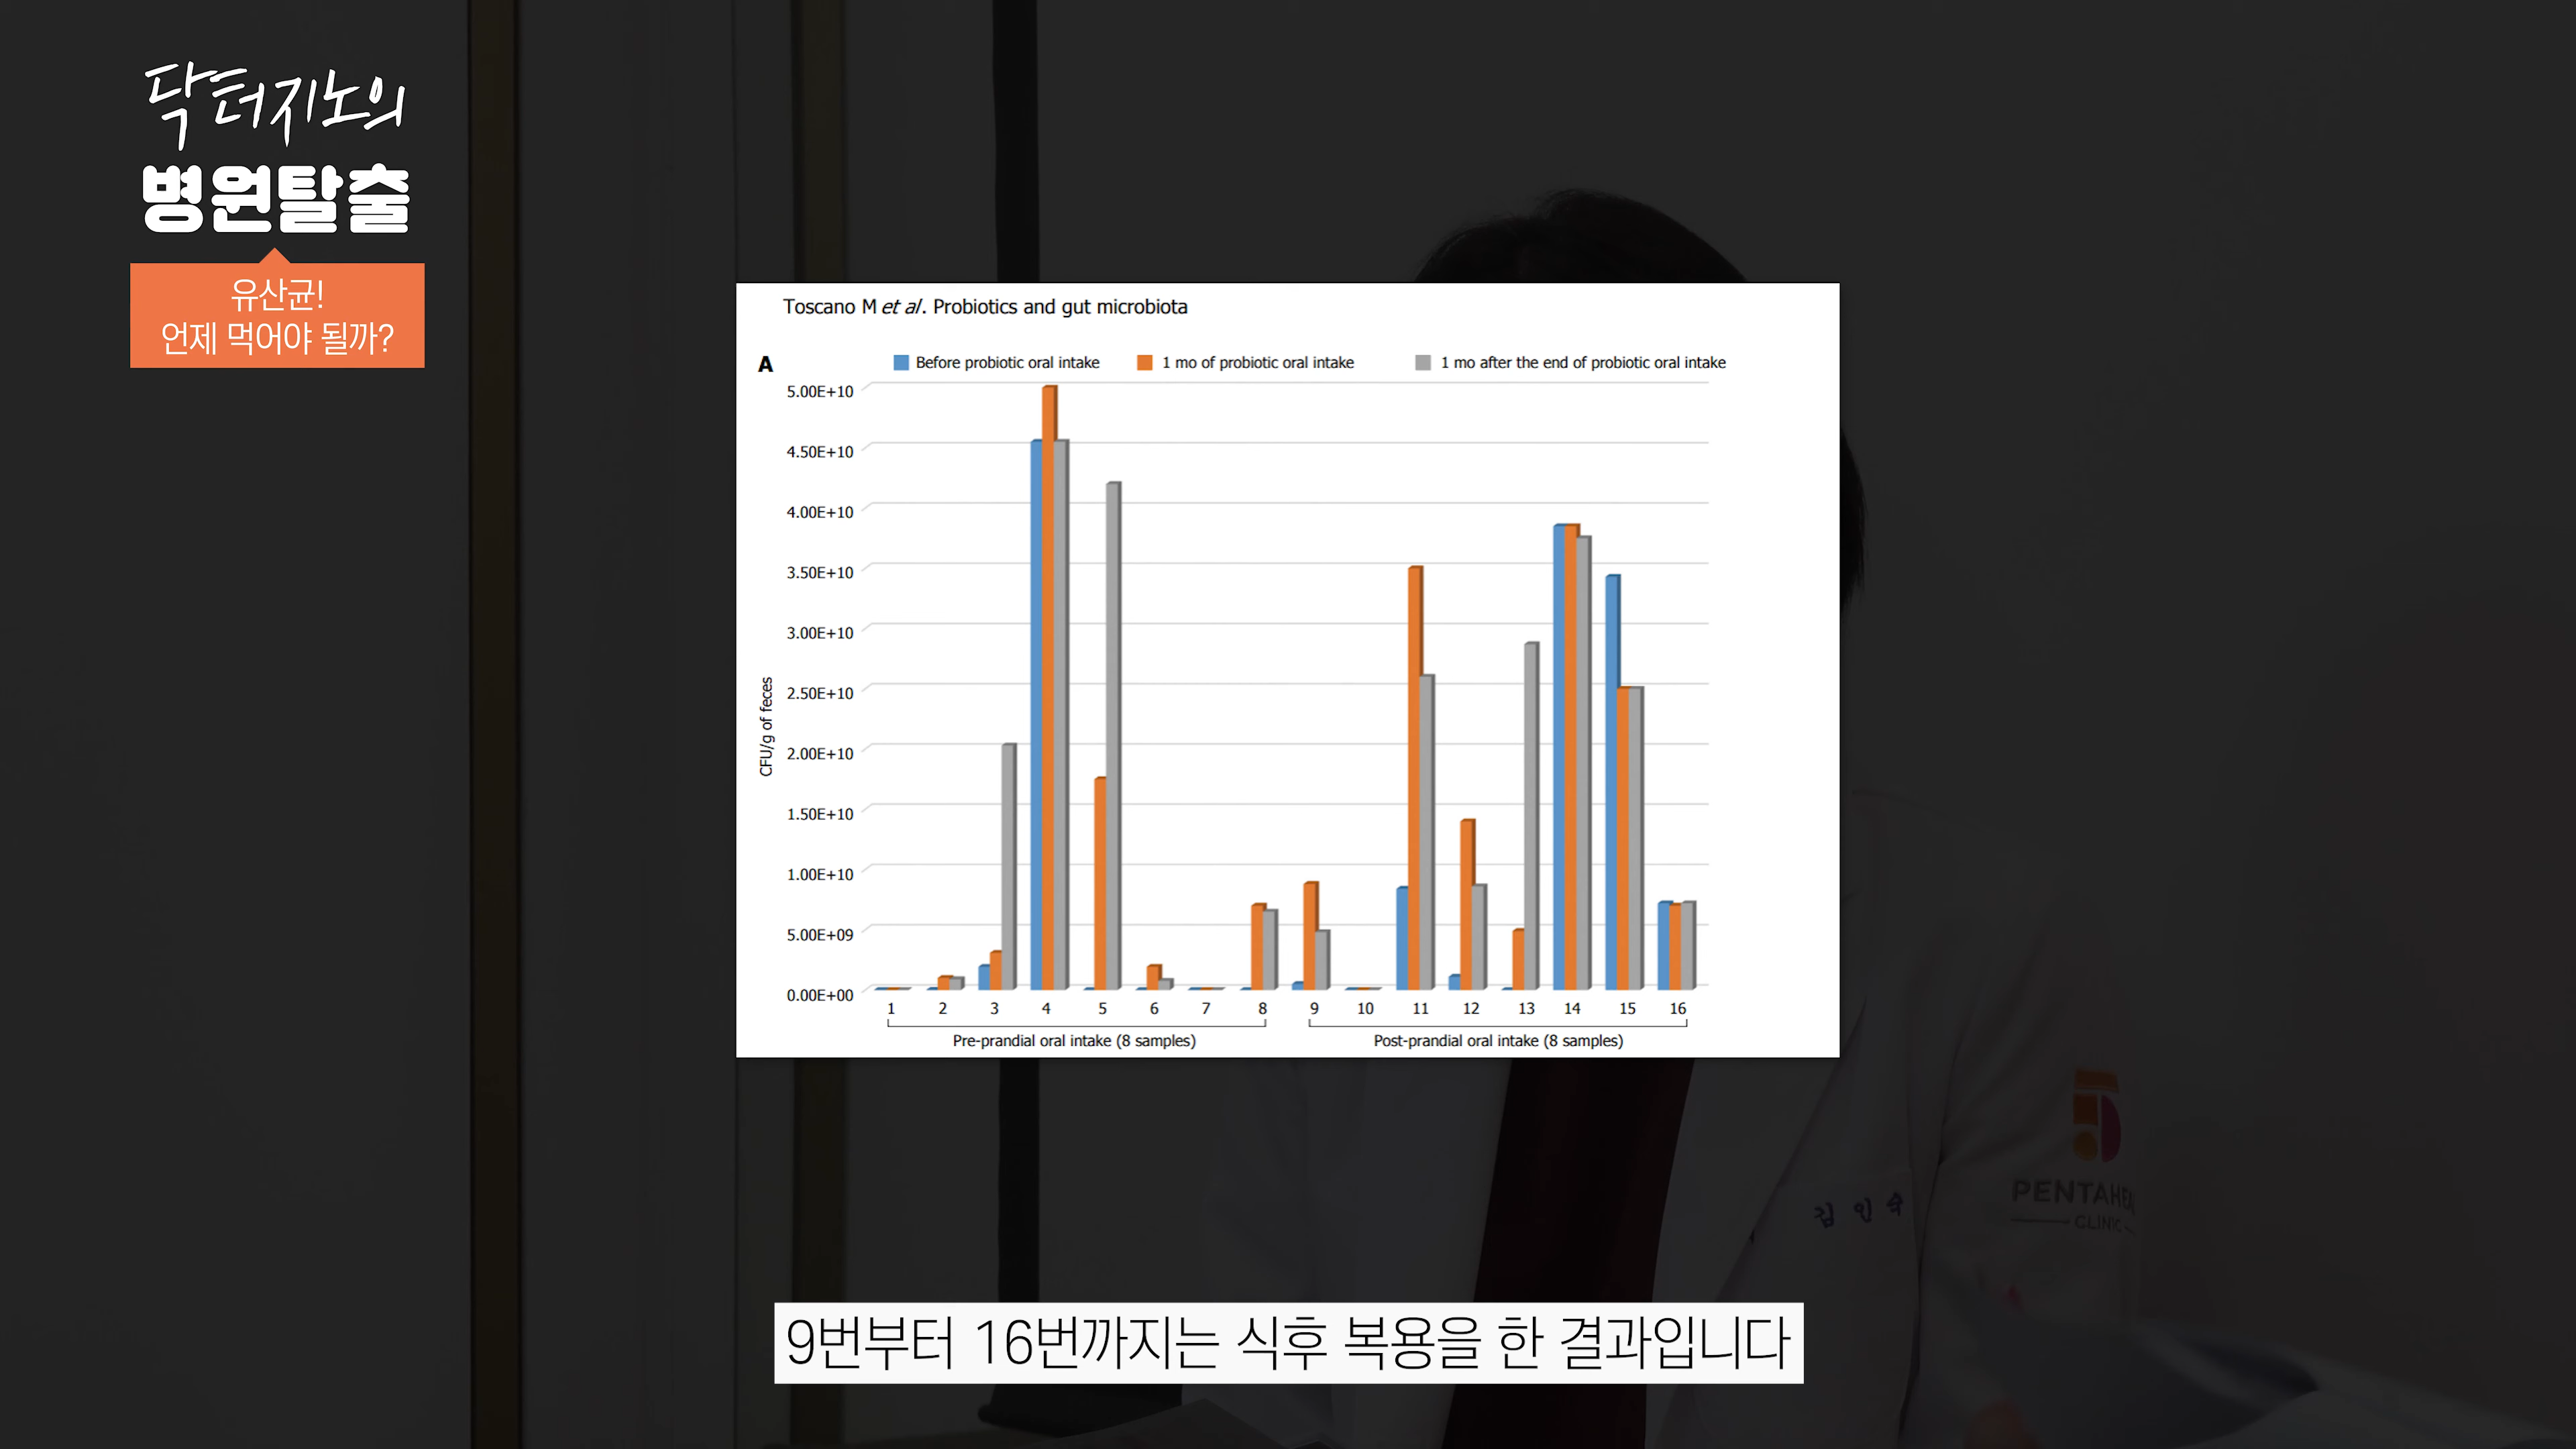 닥터지노의
병원탈출
유산균!
언제 먹어야 될까?
Toscano M et al. Probiotics and gut microbiota
A
Before probiotic oral intake
1 mo of probiotic oral intake
1 mo after the end of probiotic oral intake
5.00E+10
4.50E+10
4.00E+10
3.50E+10
3.00E+10
2.50E+10
2.00E+10
1.50E+10
1.00E+10
5.00E+09
0.00E+00
CFU/g of feces
1 2 3 4 5 6 7 8 9 10 11 12 13 14 15 16
Pre-prandial oral intake (8 samples)
Post-prandial oral intake (8 samples)
CLINIC
9번부터 16번까지는 식후 복용을 한 결과입니다